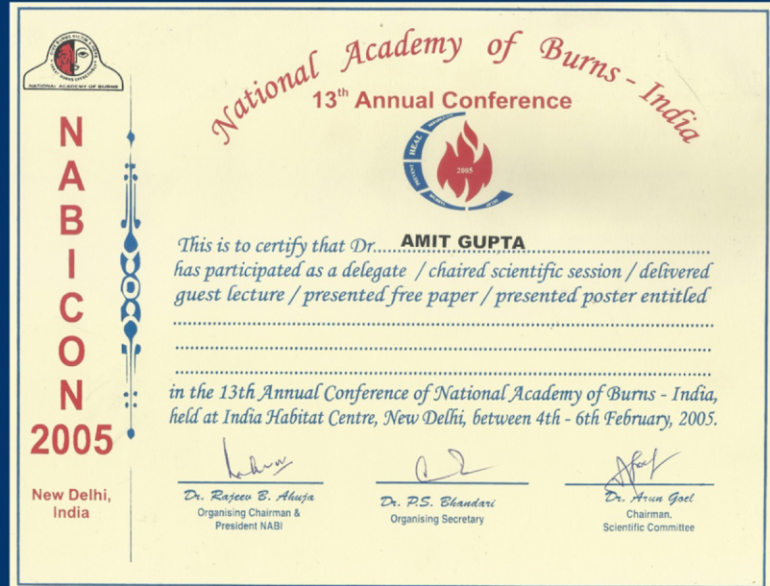 NATIONAL ACADEMY OF BURNS
NABICON
2005
New Delhi,
India
National Academy of Burns - India
13th Annual Conference
HEAL
2005
This is to certify that Dr. AMIT GUPTA
has participated as a delegate / chaired scientific session / delivered
guest lecture / presented free paper / presented poster entitled
in the 13th Annual Conference of National Academy of Burns - India,
held at India Habitat Centre, New Delhi, between 4th - 6th February, 2005.
Dr. Rajeev B. Ahuja
Organising Chairman &
President NABI
Dr. P.S. Bhandari
Organising Secretary
Dr. Arun Goel
Chairman,
Scientific Committee